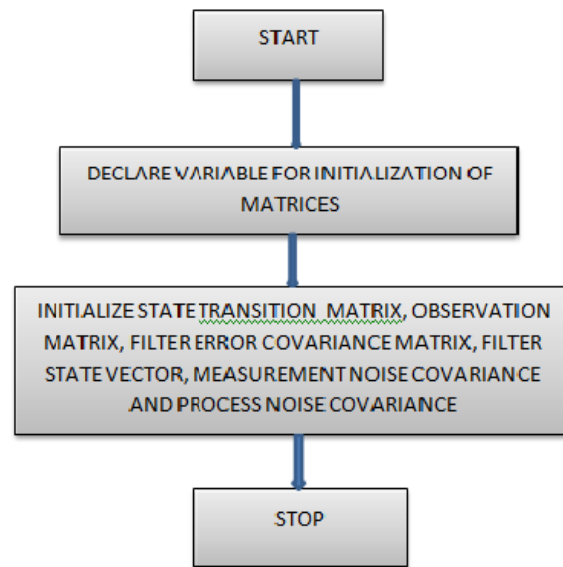 START
DECLARE VARIABLE FOR INITIALIZATION OF
MATRICES
INITIALIZE STATE TRANSITION MATRIX, OBSERVATION
MATRIX, FILTER ERROR COVARIANCE MATRIX, FILTER
STATE VECTOR, MEASUREMENT NOISE COVARIANCE
AND PROCESS NOISE COVARIANCE
STOP